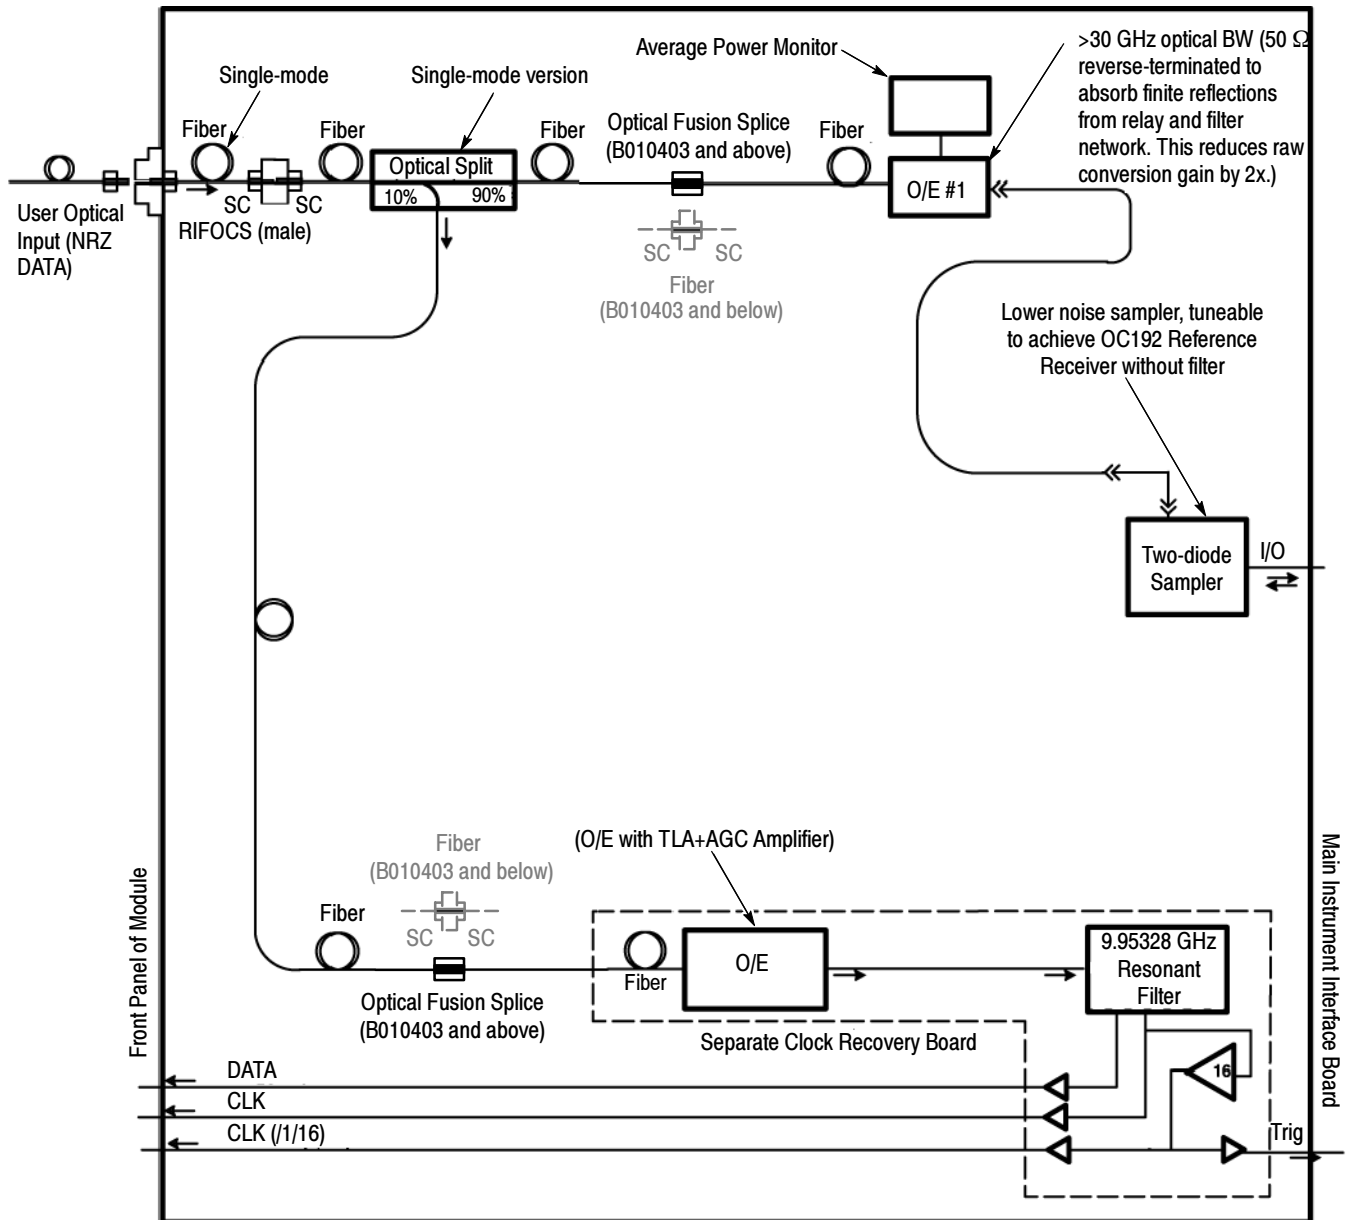 Average Power Monitor
>30 GHz optical BW (50 Ω
reverse-terminated to
absorb finite reflections
from relay and filter
network. This reduces raw
conversion gain by 2x.)
Single-mode
Single-mode version
Fiber
Fiber
Fiber
Optical Fusion Splice
(B010403 and above)
Fiber
Optical Split
10%
90%
O/E #1
User Optical
Input (NRZ
DATA)
SC
SC
RIFOCS (male)
SC
SC
Fiber
(B010403 and below)
Lower noise sampler, tuneable
to achieve OC192 Reference
Receiver without filter
Two-diode
Sampler
I/O
Front Panel of Module
Main Instrument Interface Board
Fiber
(B010403 and below)
SC
SC
(O/E with TLA+AGC Amplifier)
Fiber
Optical Fusion Splice
(B010403 and above)
Fiber
O/E
9.95328 GHz
Resonant
Filter
Separate Clock Recovery Board
16
DATA
CLK
CLK (/1/16)
Trig